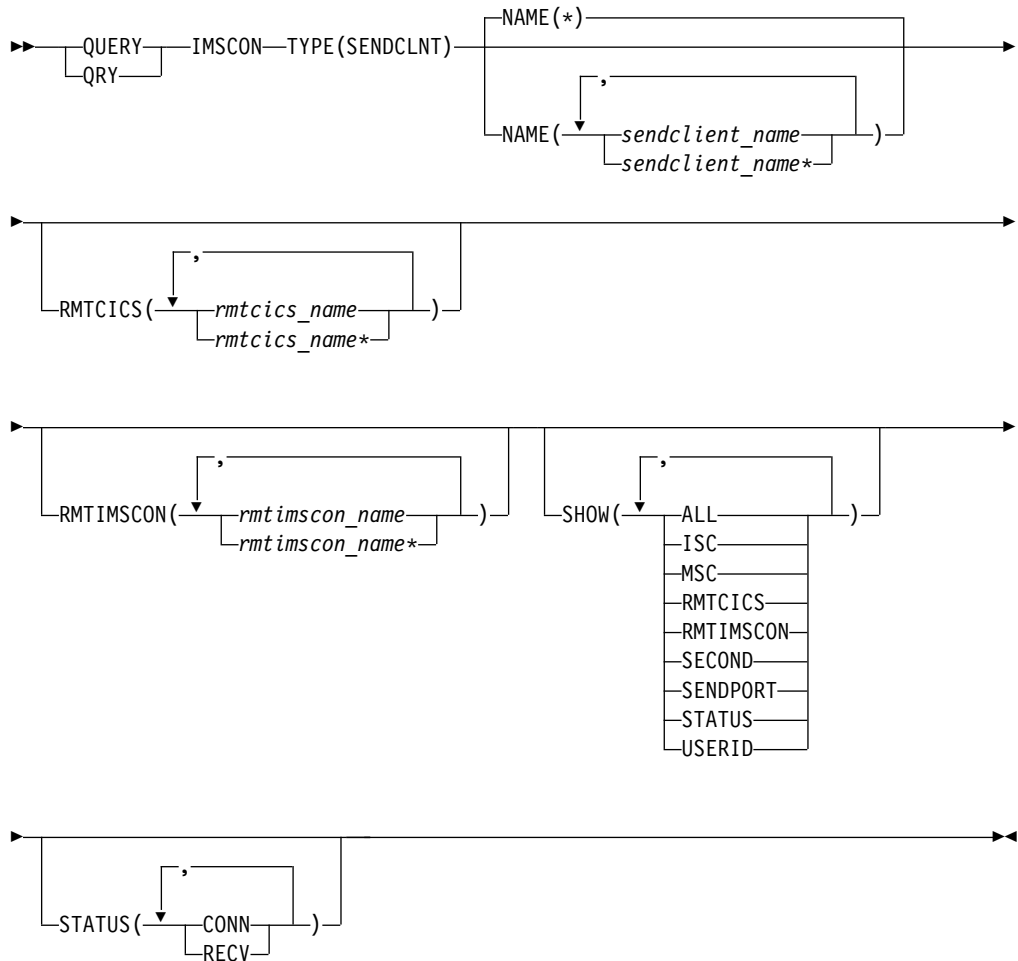 NAME(*)
QUERY IMSCON TYPE(SENDCLNT)
QRY
,
NAME( sendclient_name )
sendclient_name*
,
RMTCICS( rmtcics_name )
rmtcics_name*
, ,
RMTIMSCON( rmtimscon_name ) SHOW( ALL )
rmtimscon_name* ISC
MSC
RMTCICS
RMTIMSCON
SECOND
SENDPORT
STATUS
USERID
,
STATUS( CONN )
RECV